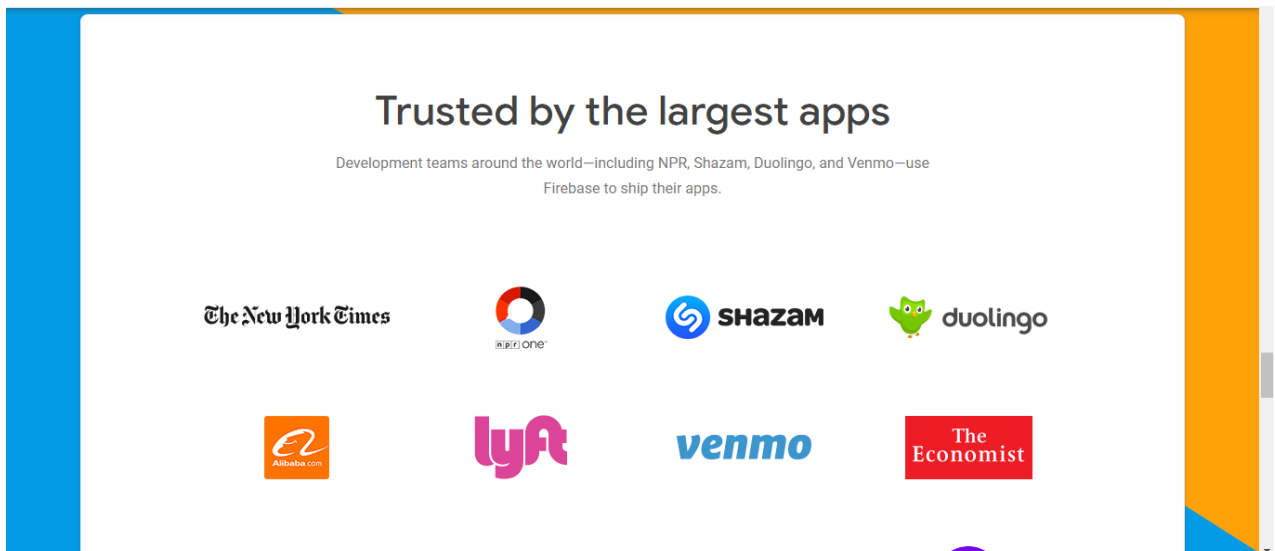 Trusted by the largest apps
Development teams around the world—including NPR, Shazam, Duolingo, and Venmo—use
Firebase to ship their apps.
The New York Times
npr one
SHAZAM
duolingo
Alibaba.com
lyft
venmo
The
Economist